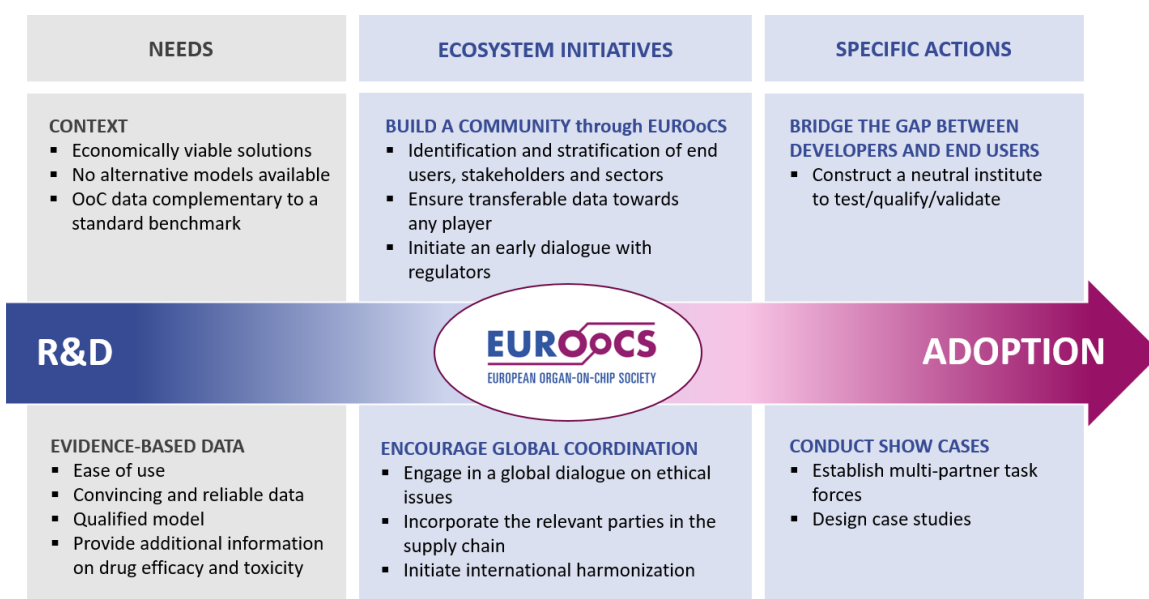 NEEDS
ECOSYSTEM INITIATIVES
SPECIFIC ACTIONS
CONTEXT
▪ Economically viable solutions
▪ No alternative models available
▪ OoC data complementary to a
standard benchmark
BUILD A COMMUNITY through EUROoCS
▪ Identification and stratification of end
users, stakeholders and sectors
▪ Ensure transferable data towards
any player
▪ Initiate an early dialogue with
regulators
BRIDGE THE GAP BETWEEN
DEVELOPERS AND END USERS
▪ Construct a neutral institute
to test/qualify/validate
R&D
EUROoCS
EUROPEAN ORGAN-ON-CHIP SOCIETY
ADOPTION
EVIDENCE-BASED DATA
▪ Ease of use
▪ Convincing and reliable data
▪ Qualified model
▪ Provide additional information
on drug efficacy and toxicity
ENCOURAGE GLOBAL COORDINATION
▪ Engage in a global dialogue on ethical
issues
▪ Incorporate the relevant parties in the
supply chain
▪ Initiate international harmonization
CONDUCT SHOW CASES
▪ Establish multi-partner task
forces
▪ Design case studies